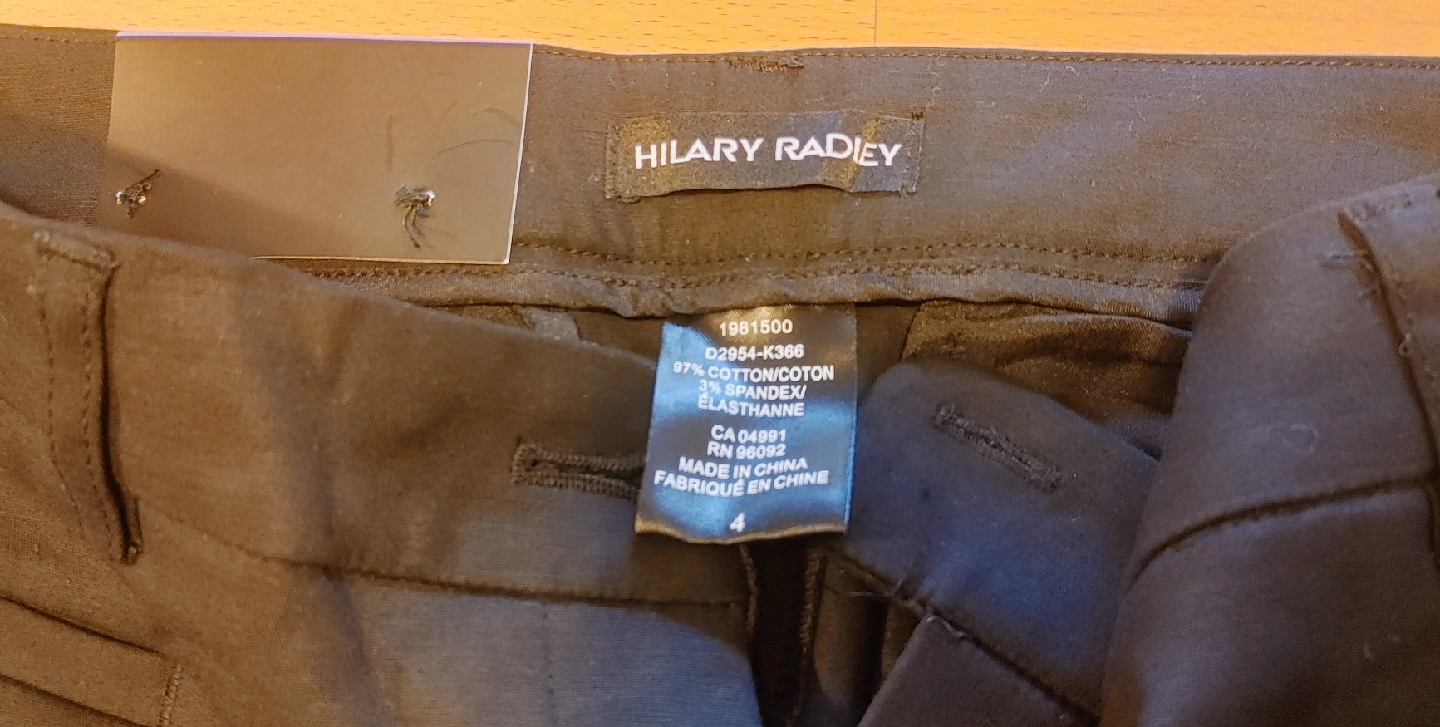 HILARY RADLEY
1981500
D2954-K366
97% COTTON/COTON
3% SPANDEX/
ÉLASTHANNE
CA 04991
RN 96092
MADE IN CHINA
FABRIQUÉ EN CHINE
4